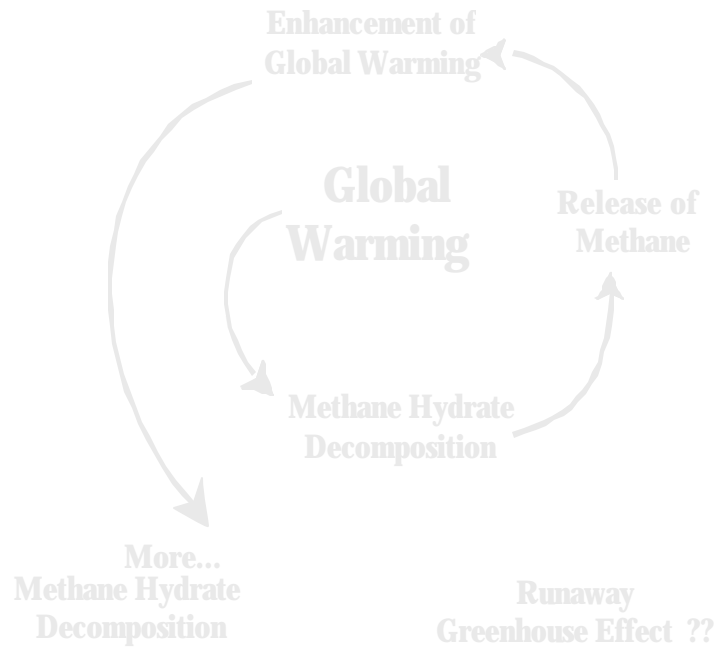 Enhancement of
Global Warming
Global
Warming
Release of
Methane
Methane Hydrate
Decomposition
More...
Methane Hydrate
Decomposition
Runaway
Greenhouse Effect ??